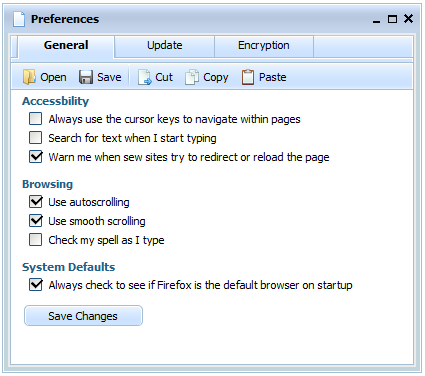 Preferences
General Update Encryption
Open Save Cut Copy Paste
Accessbility
Always use the cursor keys to navigate within pages
Search for text when I start typing
Warn me when sew sites try to redirect or reload the page
Browsing
Use autoscrolling
Use smooth scrolling
Check my spell as I type
System Defaults
Always check to see if Firefox is the default browser on startup
Save Changes